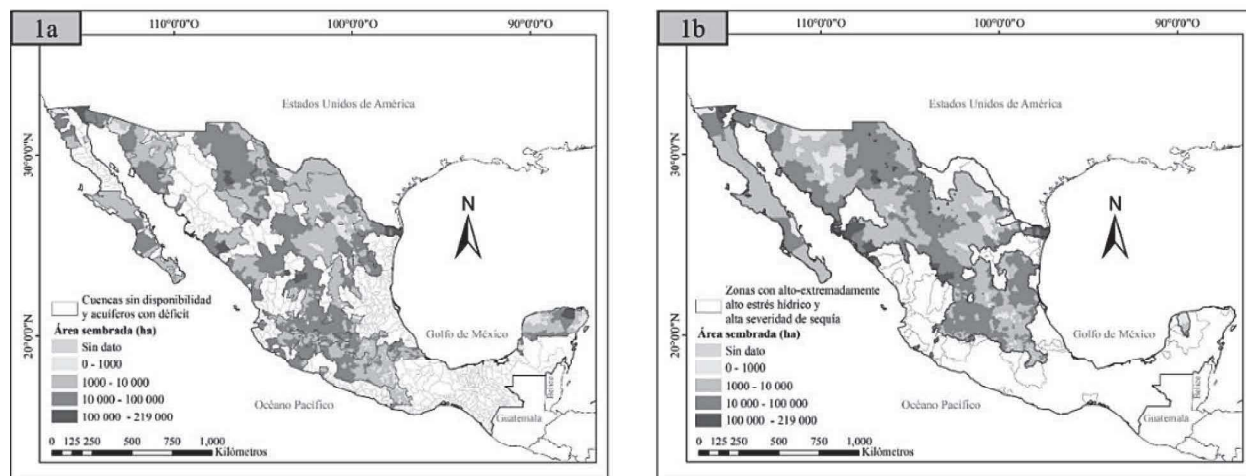 1a
110°0'0"O
100°0'0"O
90°0'0"O
30°0'0"N
20°0'0"N
Estados Unidos de América
N
Golfo de México
Océano Pacífico
Belice
Guatemala
Cuencas sin disponibilidad
y acuíferos con déficit
Área sembrada (ha)
Sin dato
0 - 1000
1000 - 10 000
10 000 - 100 000
100 000 - 219 000
0 125 250 500 750 1,000
Kilómetros
1b
110°0'0"O
100°0'0"O
90°0'0"O
30°0'0"N
20°0'0"N
Estados Unidos de América
N
Golfo de México
Océano Pacífico
Belice
Guatemala
Zonas con alto-extremadamente
alto estrés hídrico y
alta severidad de sequía
Área sembrada (ha)
Sin dato
0 - 1000
1000 - 10 000
10 000 - 100 000
100 000 - 219 000
0 125 250 500 750 1,000
Kilómetros